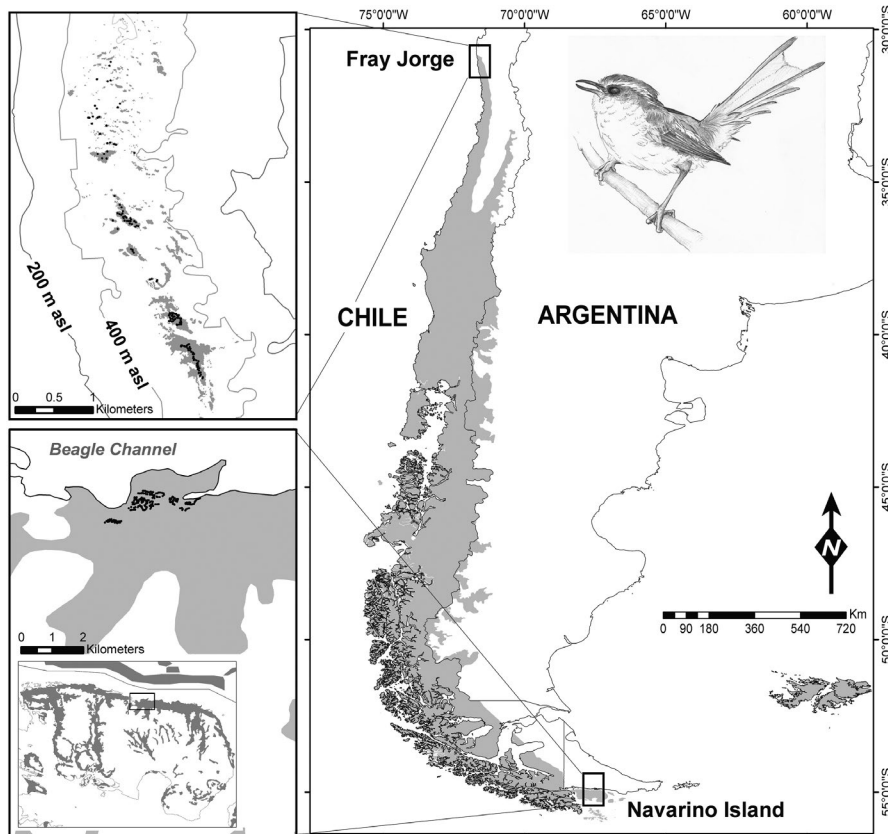 75°0'0"W
70°0'0"W
65°0'0"W
60°0'0"W
30°0'0"S
35°0'0"S
40°0'0"S
45°0'0"S
50°0'0"S
55°0'0"S
Fray Jorge
CHILE
ARGENTINA
200 m asl
400 m asl
0 0.5 1
Kilometers
Beagle Channel
0 1 2
Kilometers
N
Km
0 90 180 360 540 720
Navarino Island